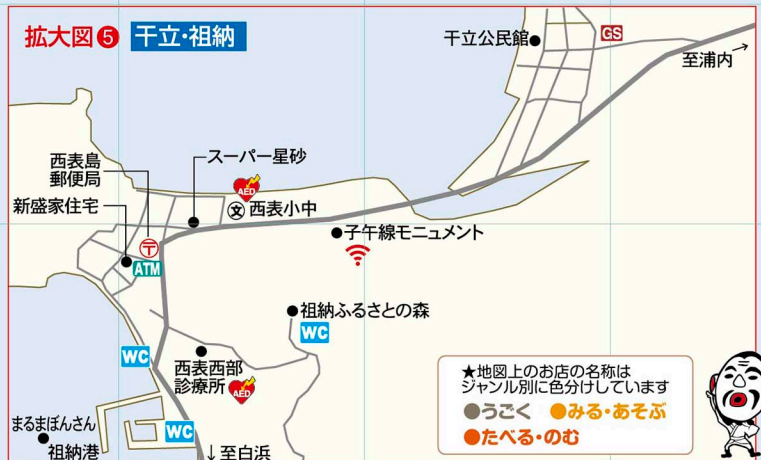 拡大図❺ 干立・祖納
干立公民館
GS
至浦内
西表島
郵便局
スーパー星砂
AED
新盛家住宅
文 西表小中
〒
ATM
子午線モニュメント
祖納ふるさとの森
WC
WC
西表西部
診療所
AED
★地図上のお店の名称は
ジャンル別に色分けしています
●うごく ●みる・あそぶ
●たべる・のむ
まるまぼんさん
祖納港
WC
↓至白浜